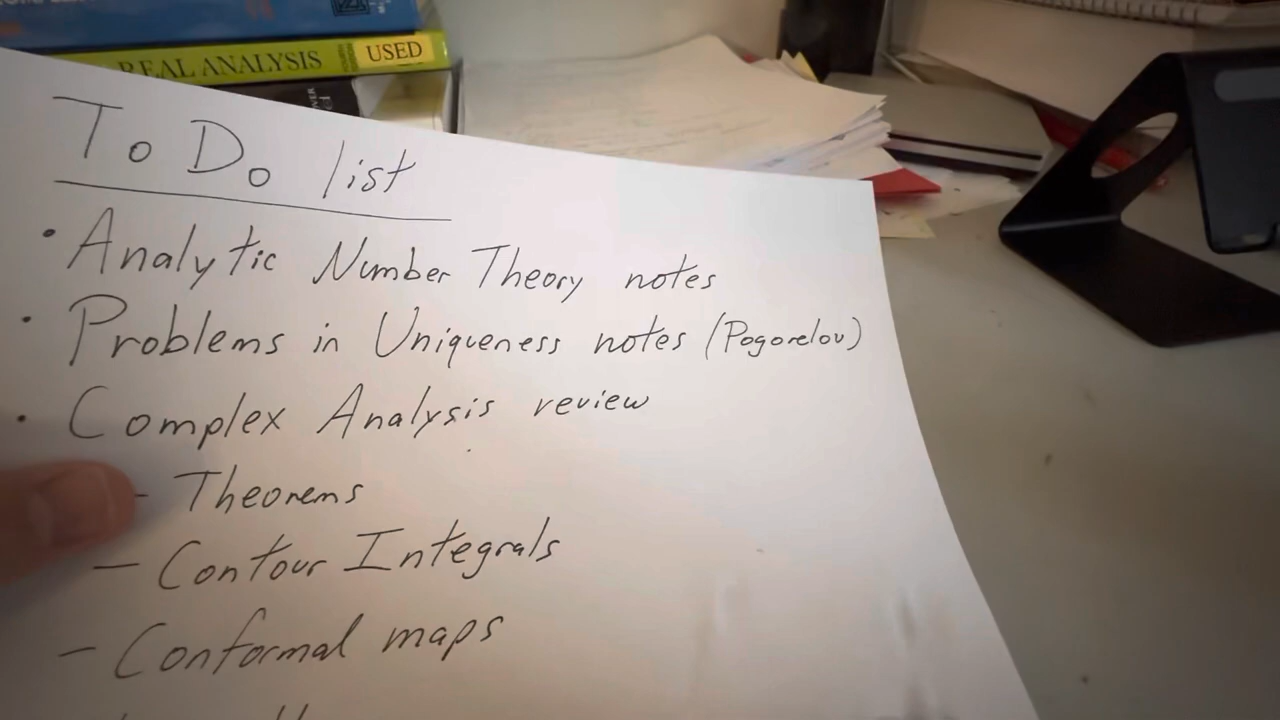 REAL ANALYSIS
USED
To Do list
• Analytic Number Theory notes
• Problems in Uniqueness notes (Pogorelov)
• Complex Analysis review
- Theorems
- Contour Integrals
- Conformal maps